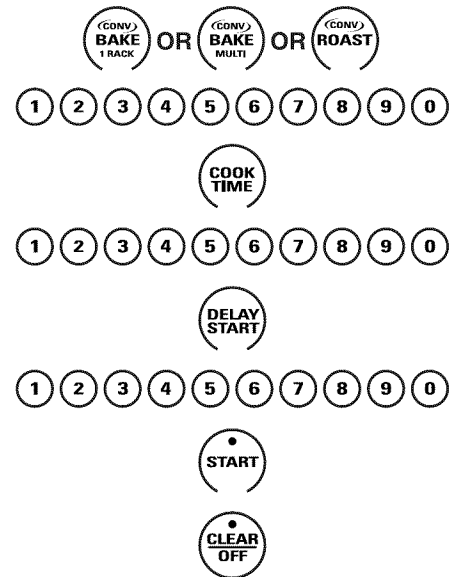 CONV CONV CONV
BAKE OR BAKE OR ROAST
1 RACK MULTI
1 2 3 4 5 6 7 8 9 0
COOK
TIME
1 2 3 4 5 6 7 8 9 0
DELAY
START
1 2 3 4 5 6 7 8 9 0
START
CLEAR
OFF